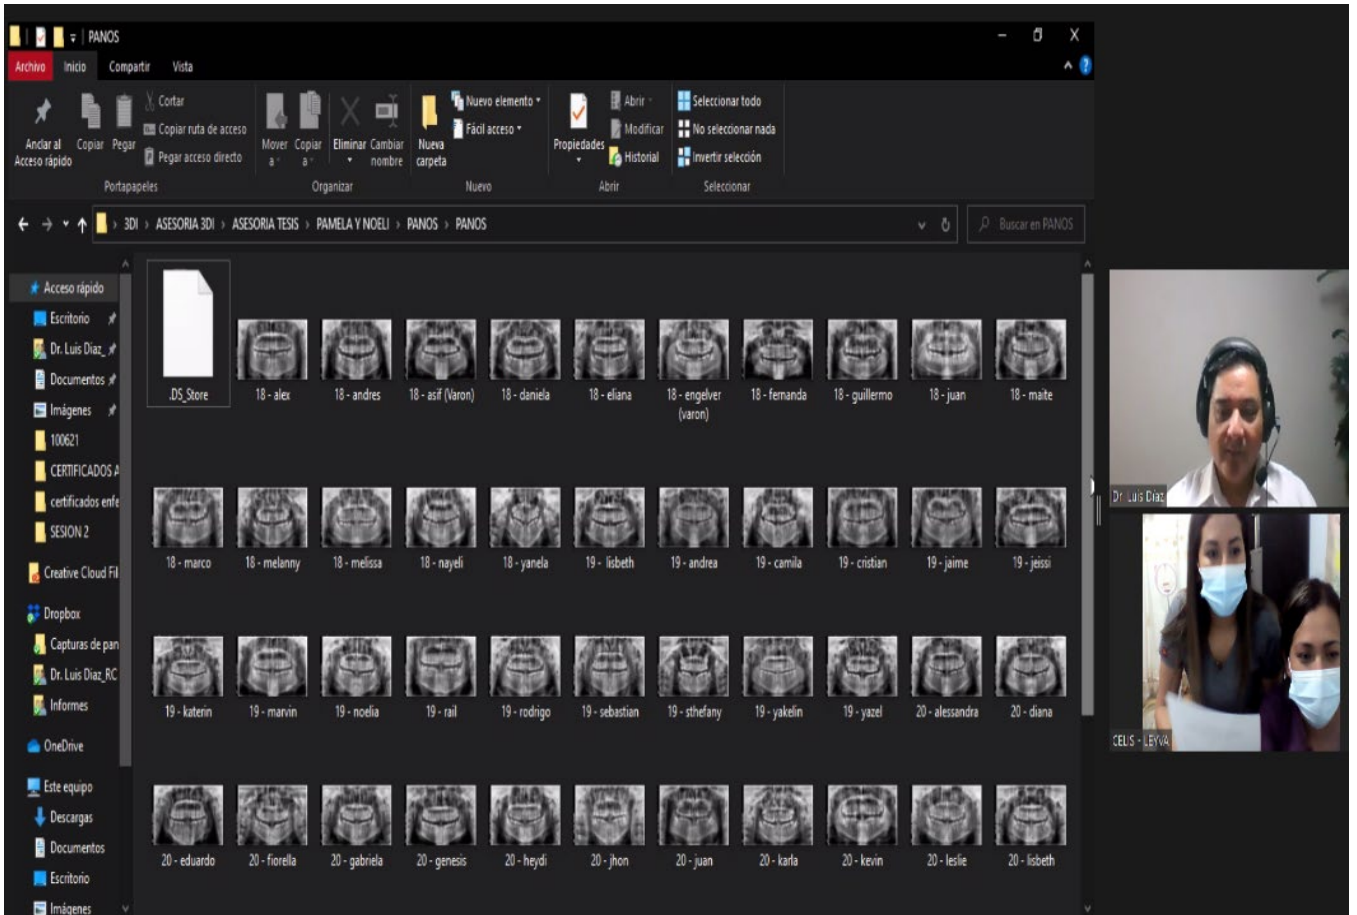 PANOS
Archivo Inicio Compartir Vista
Anclar al Acceso rápido
Copiar
Pegar
Cortar
Copiar ruta de acceso
Pegar acceso directo
Portapapeles
Mover a
Copiar a
Eliminar
Cambiar nombre
Organizar
Nueva carpeta
Nuevo elemento
Fácil acceso
Nuevo
Propiedades
Abrir
Modificar
Historial
Abrir
Seleccionar todo
No seleccionar nada
Invertir selección
Seleccionar
3DI > ASESORIA 3DI > ASESORIA TESIS > PAMELA Y NOELI > PANOS > PANOS
Buscar en PANOS
Acceso rápido
Escritorio
Dr. Luis Diaz_
Documentos
Imágenes
100621
CERTIFICADOS A
certificados enfe
SESION 2
Creative Cloud Fil
Dropbox
Capturas de pan
Dr. Luis Diaz_RC
Informes
OneDrive
Este equipo
Descargas
Documentos
Escritorio
Imágenes
.DS_Store
18 - alex
18 - andres
18 - asif (Varon)
18 - daniela
18 - eliana
18 - engelver (varon)
18 - fernanda
18 - guillermo
18 - juan
18 - maite
18 - marco
18 - melanny
18 - melissa
18 - nayeli
18 - yanela
19 - lisbeth
19 - andrea
19 - camila
19 - cristian
19 - jaime
19 - jeissi
19 - katerin
19 - marvin
19 - noelia
19 - rail
19 - rodrigo
19 - sebastian
19 - sthefany
19 - yakelin
19 - yazel
20 - alessandra
20 - diana
20 - eduardo
20 - fiorella
20 - gabriela
20 - genesis
20 - heydi
20 - jhon
20 - juan
20 - karla
20 - kevin
20 - leslie
20 - lisbeth
Dr. Luis Díaz
CELIS - LEYVA